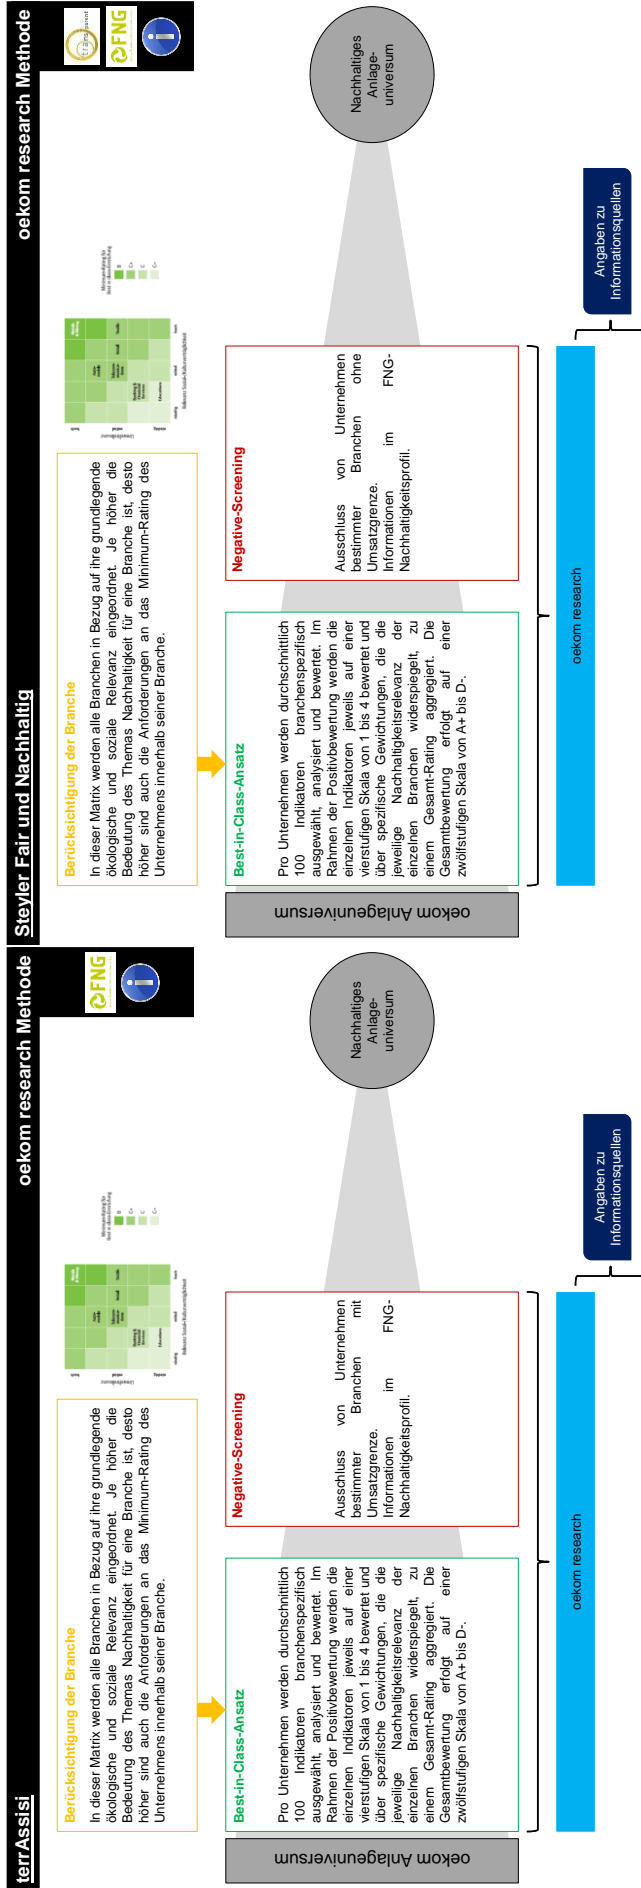 terrAssisi
oekom research Methode
FNG
i
Berücksichtigung der Branche
In dieser Matrix werden alle Branchen in Bezug auf ihre grundlegende
ökologische und soziale Relevanz eingeordnet. Je höher die
Bedeutung des Themas Nachhaltigkeit für eine Branche ist, desto
höher sind auch die Anforderungen an das Minimum-Rating des
Unternehmens innerhalb seiner Branche.
oekom Anlageuniversum
Best-in-Class-Ansatz
Pro Unternehmen werden durchschnittlich
100 Indikatoren branchenspezifisch
ausgewählt, analysiert und bewertet. Im
Rahmen der Positivbewertung werden die
einzelnen Indikatoren jeweils auf einer
vierstufigen Skala von 1 bis 4 bewertet und
über spezifische Gewichtungen, die die
jeweilige Nachhaltigkeitsrelevanz der
einzelnen Branchen widerspiegelt, zu
einem Gesamt-Rating aggregiert. Die
Gesamtbewertung erfolgt auf einer
zwölfstufigen Skala von A+ bis D-.
Negative-Screening
Ausschluss von Unternehmen
bestimmter Branchen mit
Umsatzgrenze.
Informationen im FNG-
Nachhaltigkeitsprofil.
Nachhaltiges
Anlage-
universum
oekom research
Angaben zu
Informationsquellen
Steyler Fair und Nachhaltig
oekom research Methode
FNG
i
Berücksichtigung der Branche
In dieser Matrix werden alle Branchen in Bezug auf ihre grundlegende
ökologische und soziale Relevanz eingeordnet. Je höher die
Bedeutung des Themas Nachhaltigkeit für eine Branche ist, desto
höher sind auch die Anforderungen an das Minimum-Rating des
Unternehmens innerhalb seiner Branche.
oekom Anlageuniversum
Best-in-Class-Ansatz
Pro Unternehmen werden durchschnittlich
100 Indikatoren branchenspezifisch
ausgewählt, analysiert und bewertet. Im
Rahmen der Positivbewertung werden die
einzelnen Indikatoren jeweils auf einer
vierstufigen Skala von 1 bis 4 bewertet und
über spezifische Gewichtungen, die die
jeweilige Nachhaltigkeitsrelevanz der
einzelnen Branchen widerspiegelt, zu
einem Gesamt-Rating aggregiert. Die
Gesamtbewertung erfolgt auf einer
zwölfstufigen Skala von A+ bis D-.
Negative-Screening
Ausschluss von Unternehmen
bestimmter Branchen ohne
Umsatzgrenze.
Informationen im FNG-
Nachhaltigkeitsprofil.
Nachhaltiges
Anlage-
universum
oekom research
Angaben zu
Informationsquellen